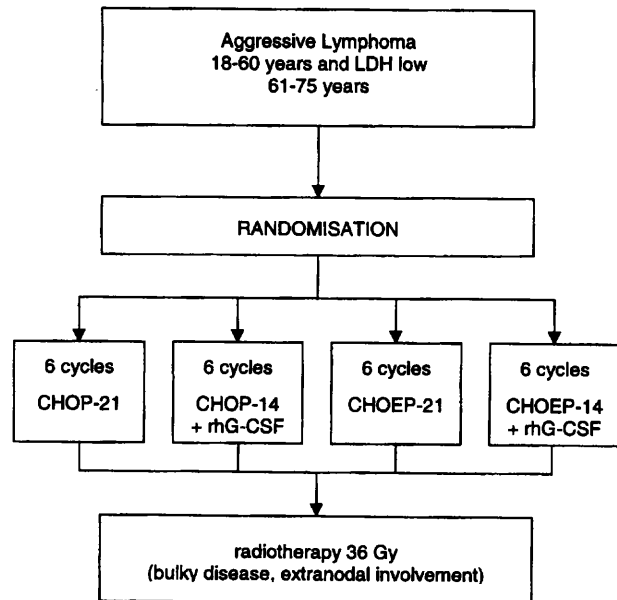 Aggressive Lymphoma
18-60 years and LDH low
61-75 years
RANDOMISATION
6 cycles
CHOP-21
6 cycles
CHOP-14
+ rhG-CSF
6 cycles
CHOEP-21
6 cycles
CHOEP-14
+ rhG-CSF
radiotherapy 36 Gy
(bulky disease, extranodal involvement)